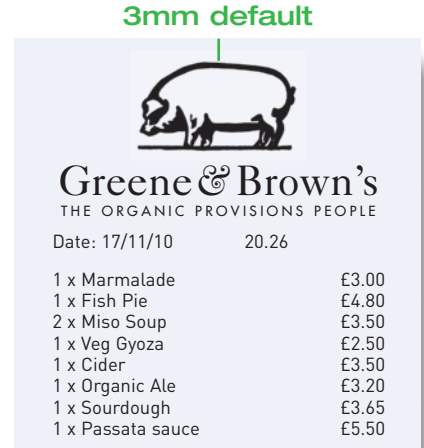 3mm default
Greene & Brown's
THE ORGANIC PROVISIONS PEOPLE
Date: 17/11/10 20.26
1 x Marmalade £3.00
1 x Fish Pie £4.80
2 x Miso Soup £3.50
1 x Veg Gyoza £2.50
1 x Cider £3.50
1 x Organic Ale £3.20
1 x Sourdough £3.65
1 x Passata sauce £5.50